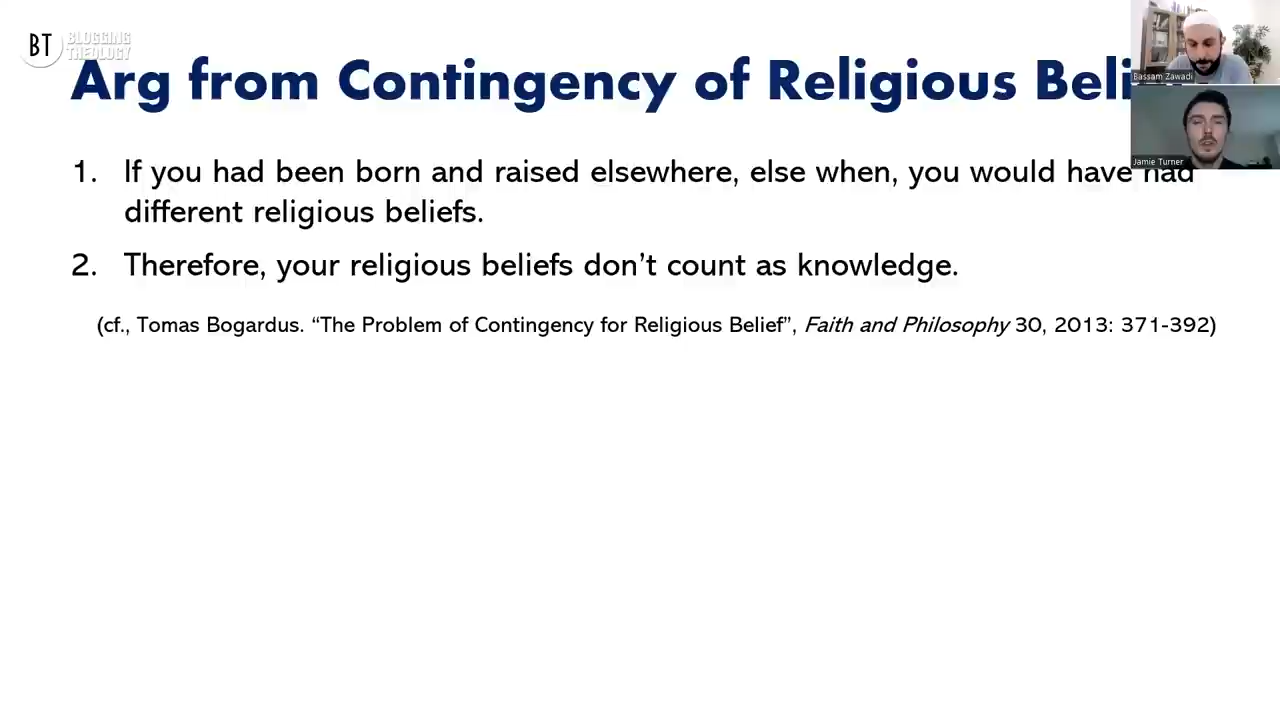 BT BLOGGING
THEOLOGY
Arg from Contingency of Religious
Bassam Zawadi
Jamie Turner
1. If you had been born and raised elsewhere, else when, you would have had
different religious beliefs.
2. Therefore, your religious beliefs don’t count as knowledge.
(cf., Tomas Bogardus. “The Problem of Contingency for Religious Belief”, Faith and Philosophy 30, 2013: 371-392)